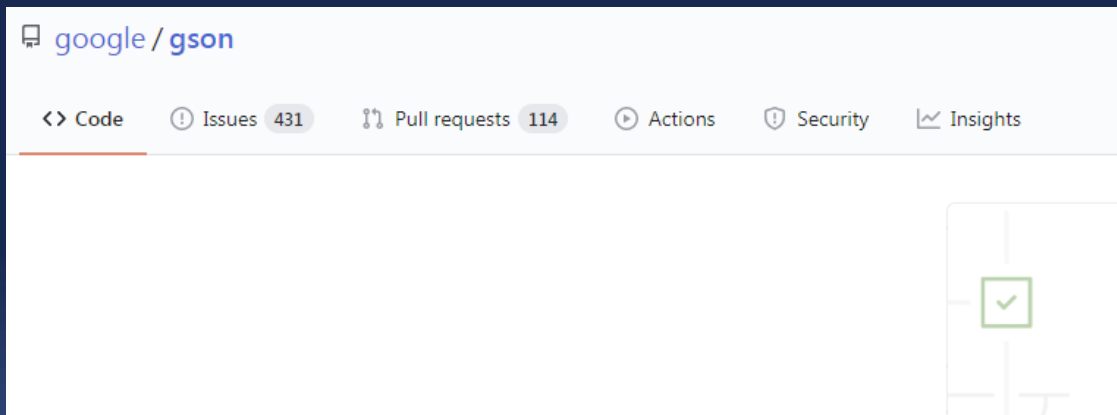 google / gson
<> Code Issues 431 Pull requests 114 Actions Security Insights